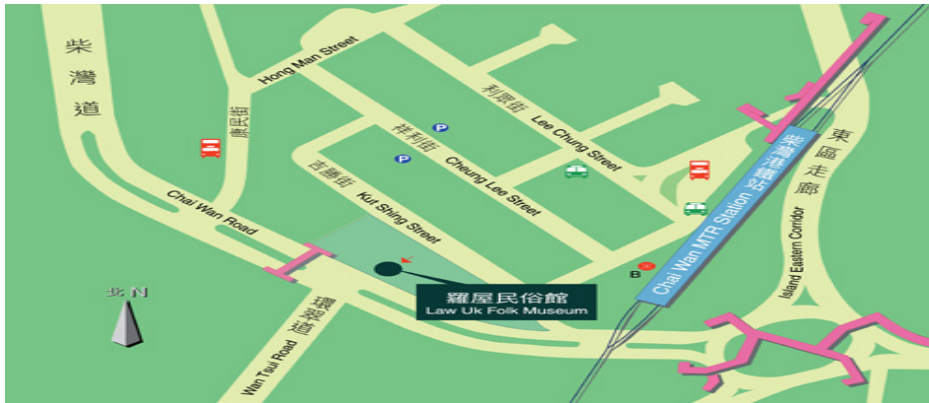 柴灣道
Hong Man Street
康民街
利眾街 Lee Chung Street
祥利街 Cheung Lee Street
吉勝街 Kut Shing Street
P
P
Chai Wan Road
柴灣港鐵站
Chai Wan MTR Station
東區走廊
Island Eastern Corridor
B
北 N
羅屋民俗館
Law Uk Folk Museum
Wan Tsui Road